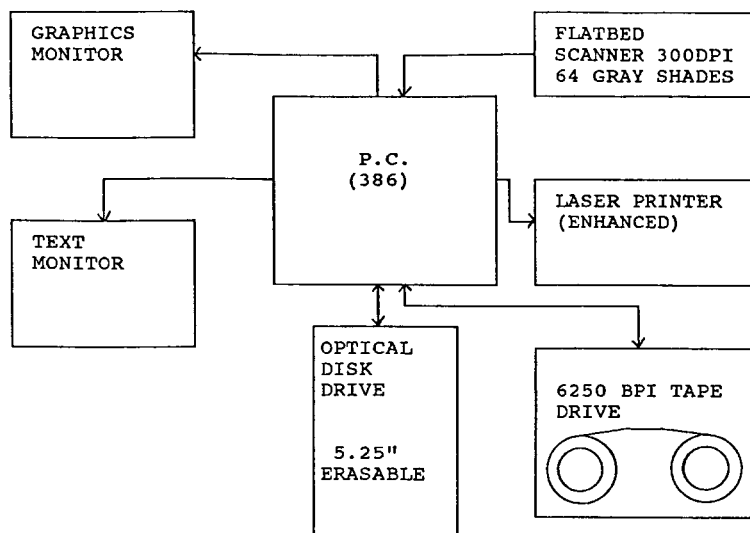 GRAPHICS
MONITOR
FLATBED
SCANNER 300DPI
64 GRAY SHADES
P.C.
(386)
LASER PRINTER
(ENHANCED)
TEXT
MONITOR
OPTICAL
DISK
DRIVE
5.25"
ERASABLE
6250 BPI TAPE
DRIVE